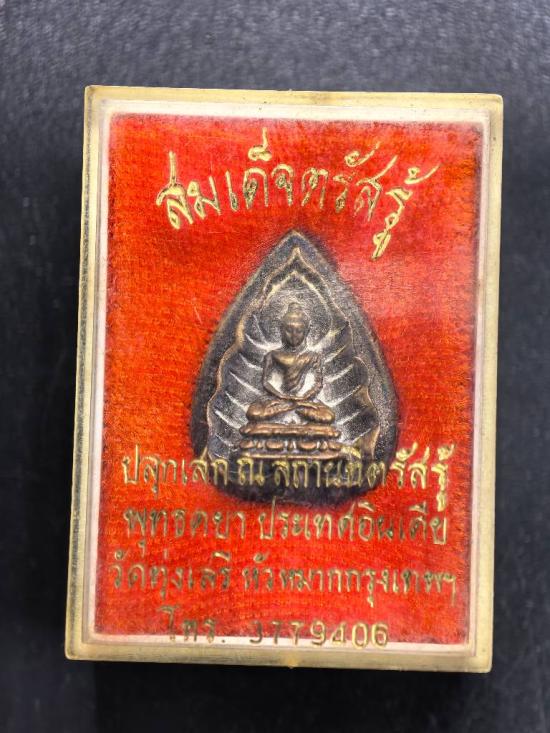 สมเด็จตรัสรู้
ปลุกเสก ณ สถานที่ตรัสรู้
พุทธคยา ประเทศอินเดีย
วัดทุ่งเสรี หัวหมากกรุงเทพฯ
โทร. 3779406